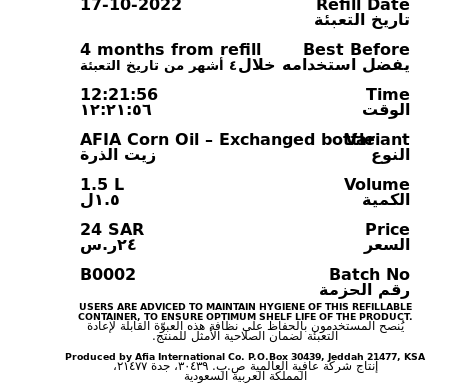 17-10-2022 Refill Date
تاريخ التعبئة
4 months from refill Best Before
يفضل استخدامه خلال٤ أشهر من تاريخ التعبئة
12:21:56 Time
الوقت ١٢:٢١:٥٦
AFIA Corn Oil – Exchanged bottle Variant
النوع زيت الذرة
1.5 L Volume
الكمية ١.٥ل
24 SAR Price
السعر ٢٤ر.س
B0002 Batch No
رقم الحزمة
USERS ARE ADVICED TO MAINTAIN HYGIENE OF THIS REFILLABLE
CONTAINER, TO ENSURE OPTIMUM SHELF LIFE OF THE PRODUCT.
يُنصح المستخدمون بالحفاظ على نظافة هذه العبوّة القابلة لإعادة
التعبئة لضمان الصلاحية الأمثل للمنتج.
Produced by Afia International Co. P.O.Box 30439, Jeddah 21477, KSA
إنتاج شركة عافية العالمية ص.ب. ٣٠٤٣٩، جدة ٢١٤٧٧،
المملكة العربية السعودية